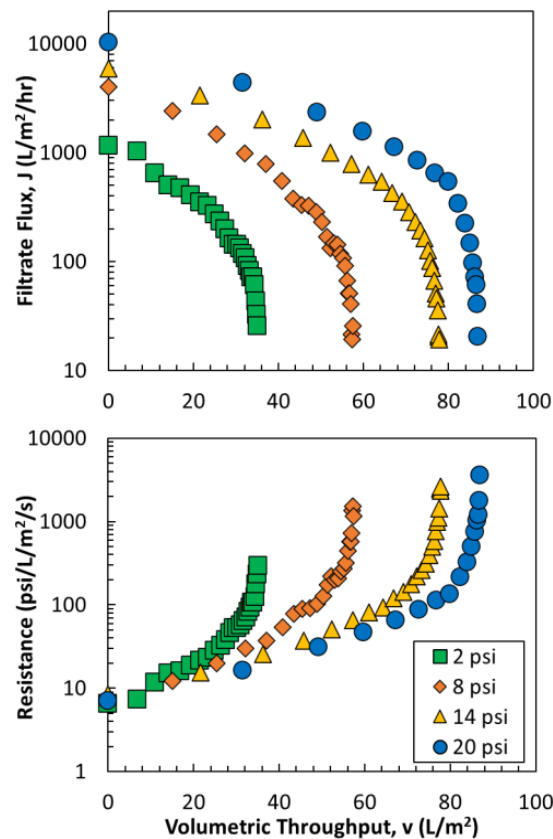 Filtrate Flux, J (L/m²/hr)
10000
1000
100
10
0 20 40 60 80 100
Resistance (psi/L/m²/s)
10000
1000
100
10
1
2 psi
8 psi
14 psi
20 psi
0 20 40 60 80 100
Volumetric Throughput, v (L/m²)